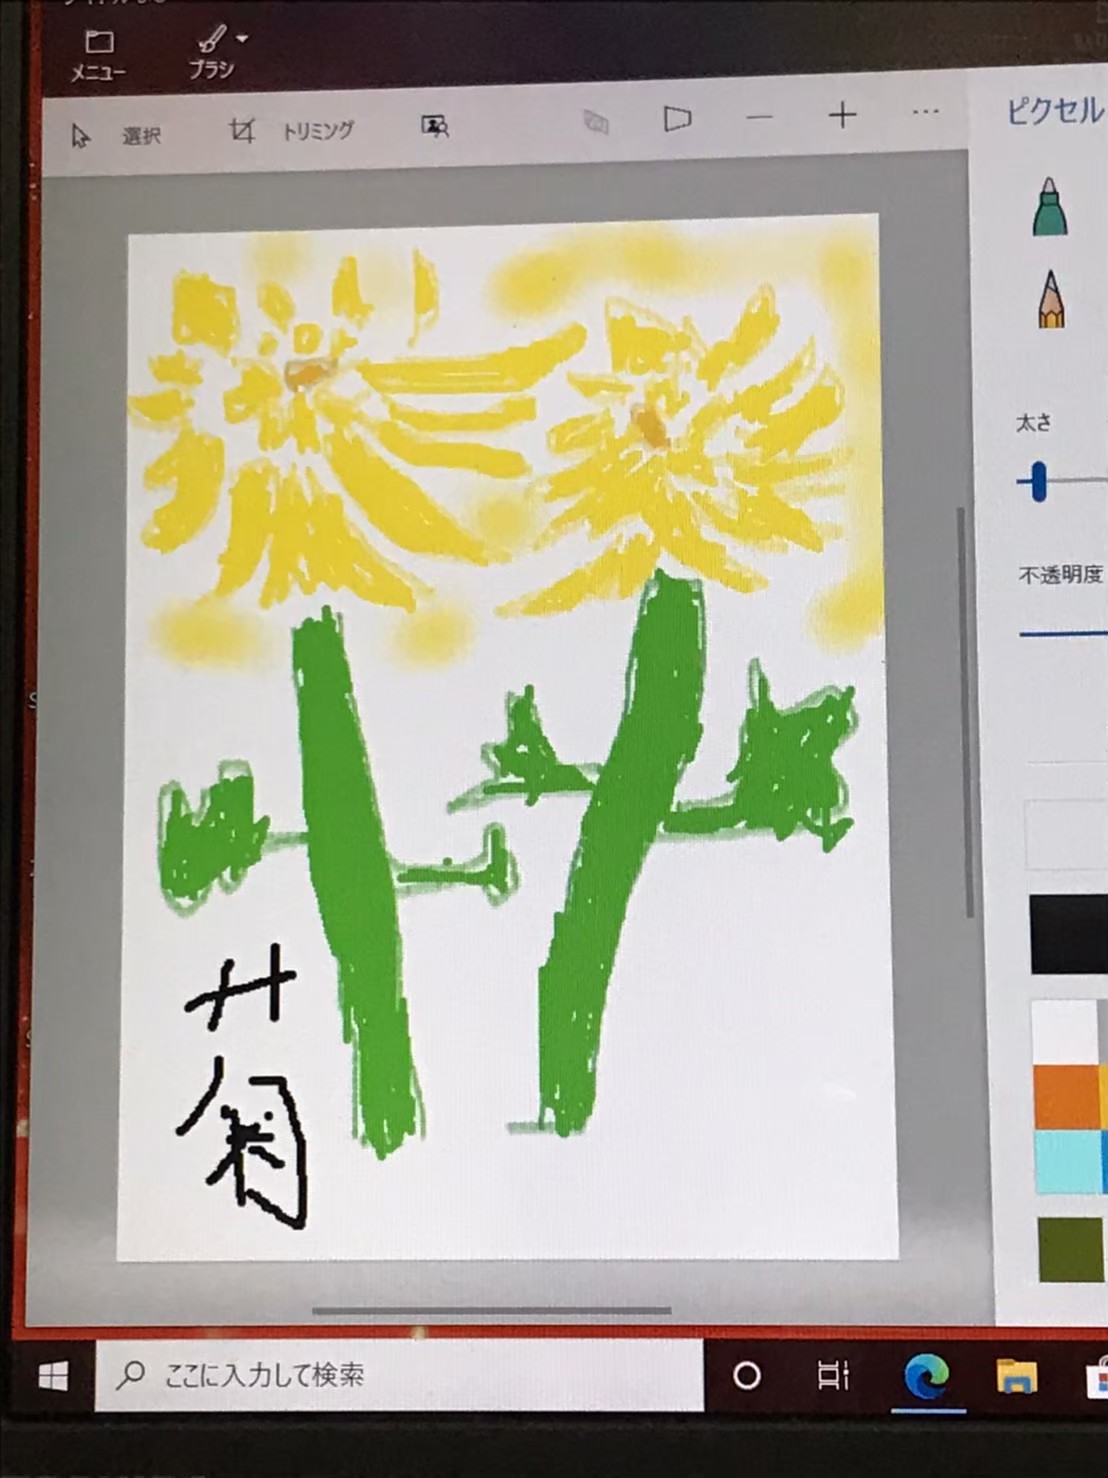 メニュー
ブラシ
選択
トリミング
ピクセル
太さ
不透明度
菊
ここに入力して検索